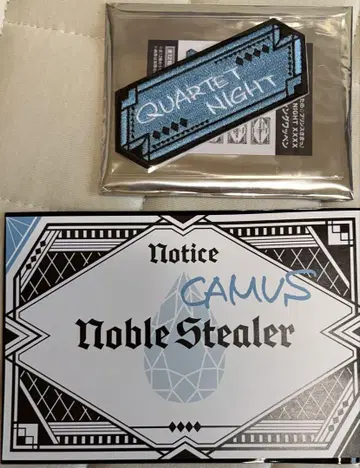 QUARTET
NIGHT
Notice
CAMUS
Noble Stealer